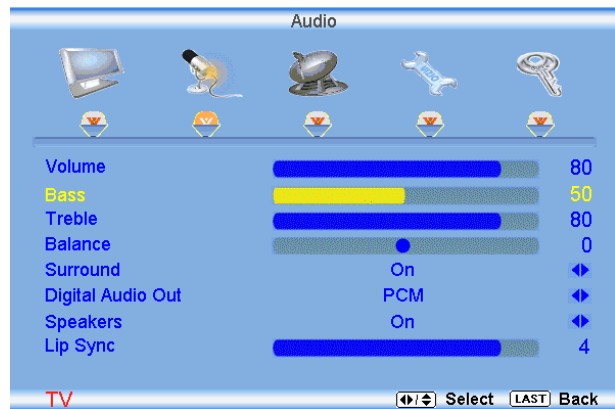 Audio
VIZIO
Volume 80
Bass 50
Treble 80
Balance 0
Surround On
Digital Audio Out PCM
Speakers On
Lip Sync 4
TV Select LAST Back